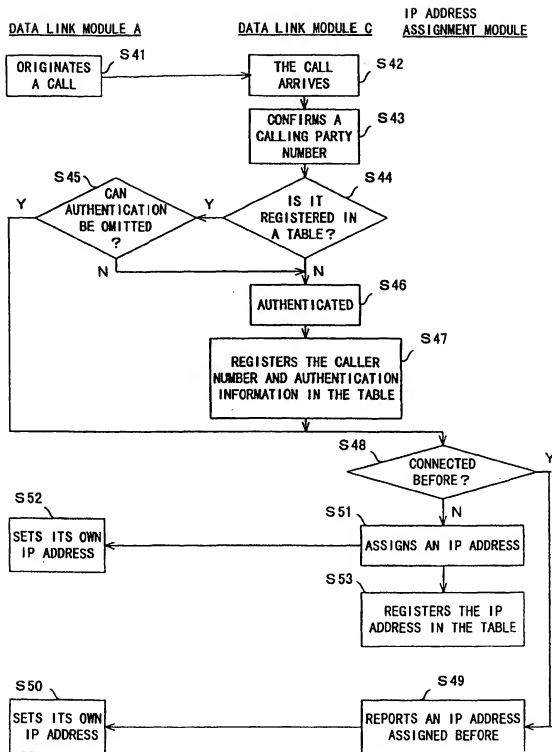 DATA LINK MODULE A
DATA LINK MODULE C
IP ADDRESS
ASSIGNMENT MODULE
S41
ORIGINATES
A CALL
S42
THE CALL
ARRIVES
S43
CONFIRMS A
CALLING PARTY
NUMBER
S45
CAN
AUTHENTICATION
BE OMITTED
?
Y
N
S44
IS IT
REGISTERED IN
A TABLE?
Y
N
S46
AUTHENTICATED
S47
REGISTERS THE CALLER
NUMBER AND AUTHENTICATION
INFORMATION IN THE TABLE
S48
CONNECTED
BEFORE?
Y
N
S52
SETS ITS OWN
IP ADDRESS
S51
ASSIGNS AN IP ADDRESS
S53
REGISTERS THE IP
ADDRESS IN THE TABLE
S50
SETS ITS OWN
IP ADDRESS
S49
REPORTS AN IP ADDRESS
ASSIGNED BEFORE